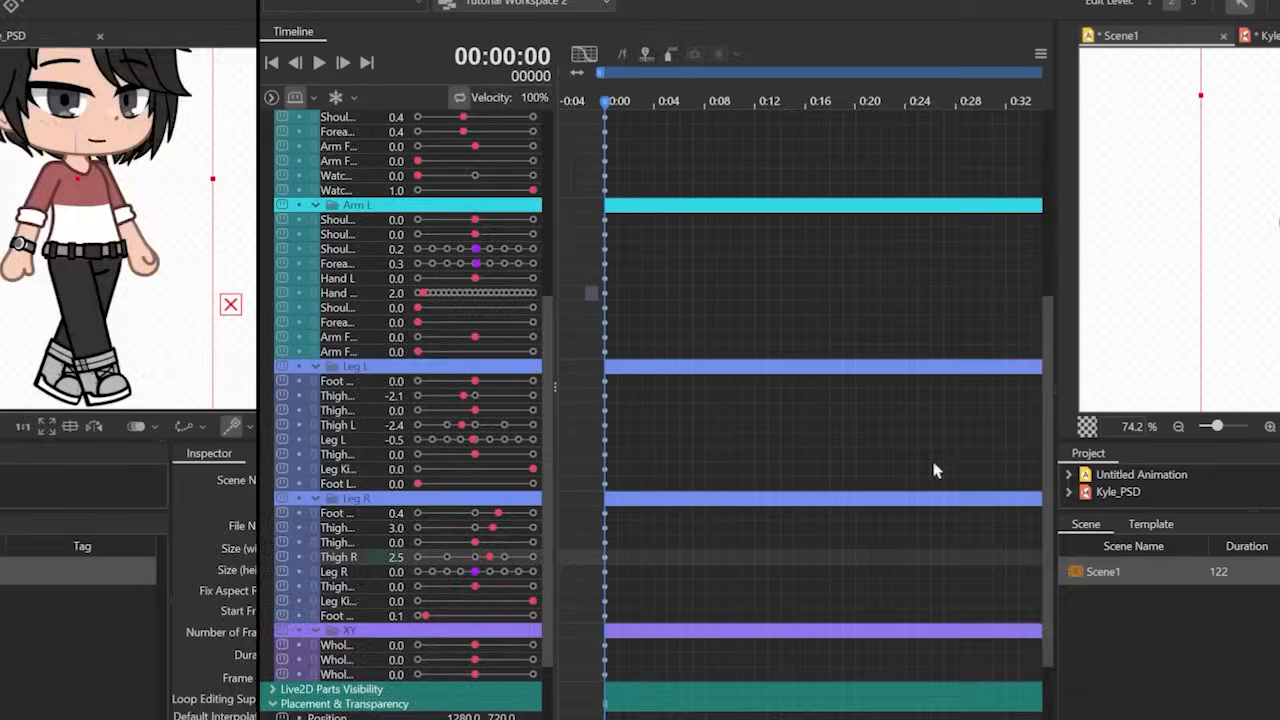 Tutorial Workspace 2
Edit Level: 1 2 3
e_PSD
Timeline
* Scene1
* Kyle
00:00:00
00000
Velocity: 100%
-0:04 0:00 0:04 0:08 0:12 0:16 0:20 0:24 0:28 0:32
Shoul... 0.4
Forea... 0.4
Arm F... 0.0
Arm F... 0.0
Watc... 0.0
Watc... 1.0
Arm L
Shoul... 0.0
Shoul... 0.0
Shoul... 0.2
Forea... 0.3
Hand L 0.0
Hand ... 2.0
Shoul... 0.0
Forea... 0.0
Arm F... 0.0
Arm F... 0.0
Leg L
Foot ... 0.0
Thigh... -2.1
Thigh... 0.0
Thigh L -2.4
Leg L -0.5
Thigh... 0.0
Leg Ki... 0.0
Foot L... 0.0
Leg R
Foot ... 0.4
Thigh... 3.0
Thigh... 0.0
Thigh R 2.5
Leg R 0.0
Thigh... 0.0
Leg Ki... 0.0
Foot ... 0.1
XY
Whol... 0.0
Whol... 0.0
Whol... 0.0
Live2D Parts Visibility
Placement & Transparency
Position 1280.0, 720.0
1:1
Inspector
Scene N
Tag
File N
Size (wi
Size (hei
Fix Aspect R
Start Fr
Number of Fra
Dura
Frame
Loop Editing Sup
Default Interpolat
74.2 %
Project
Untitled Animation
Kyle_PSD
Scene Template
Scene Name Duration
Scene1 122